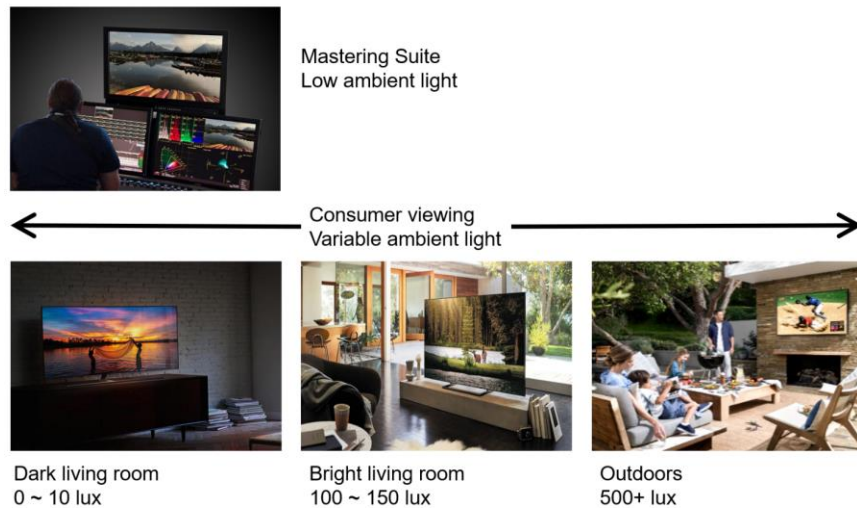 Mastering Suite
Low ambient light
Consumer viewing
Variable ambient light
Dark living room
0 ~ 10 lux
Bright living room
100 ~ 150 lux
Outdoors
500+ lux